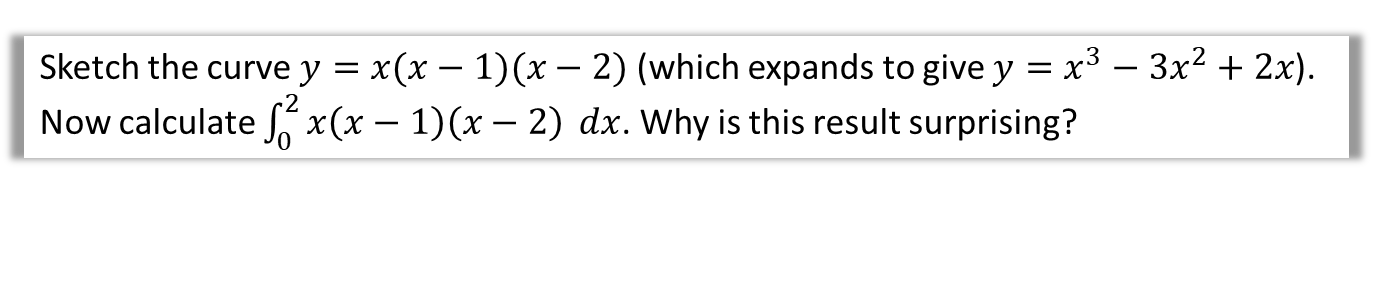 Sketch the curve 𝑦 = 𝑥(𝑥 − 1)(𝑥 − 2) (which expands to give 𝑦 = 𝑥³ − 3𝑥² + 2𝑥).
Now calculate ∫₀² 𝑥(𝑥 − 1)(𝑥 − 2) 𝑑𝑥. Why is this result surprising?